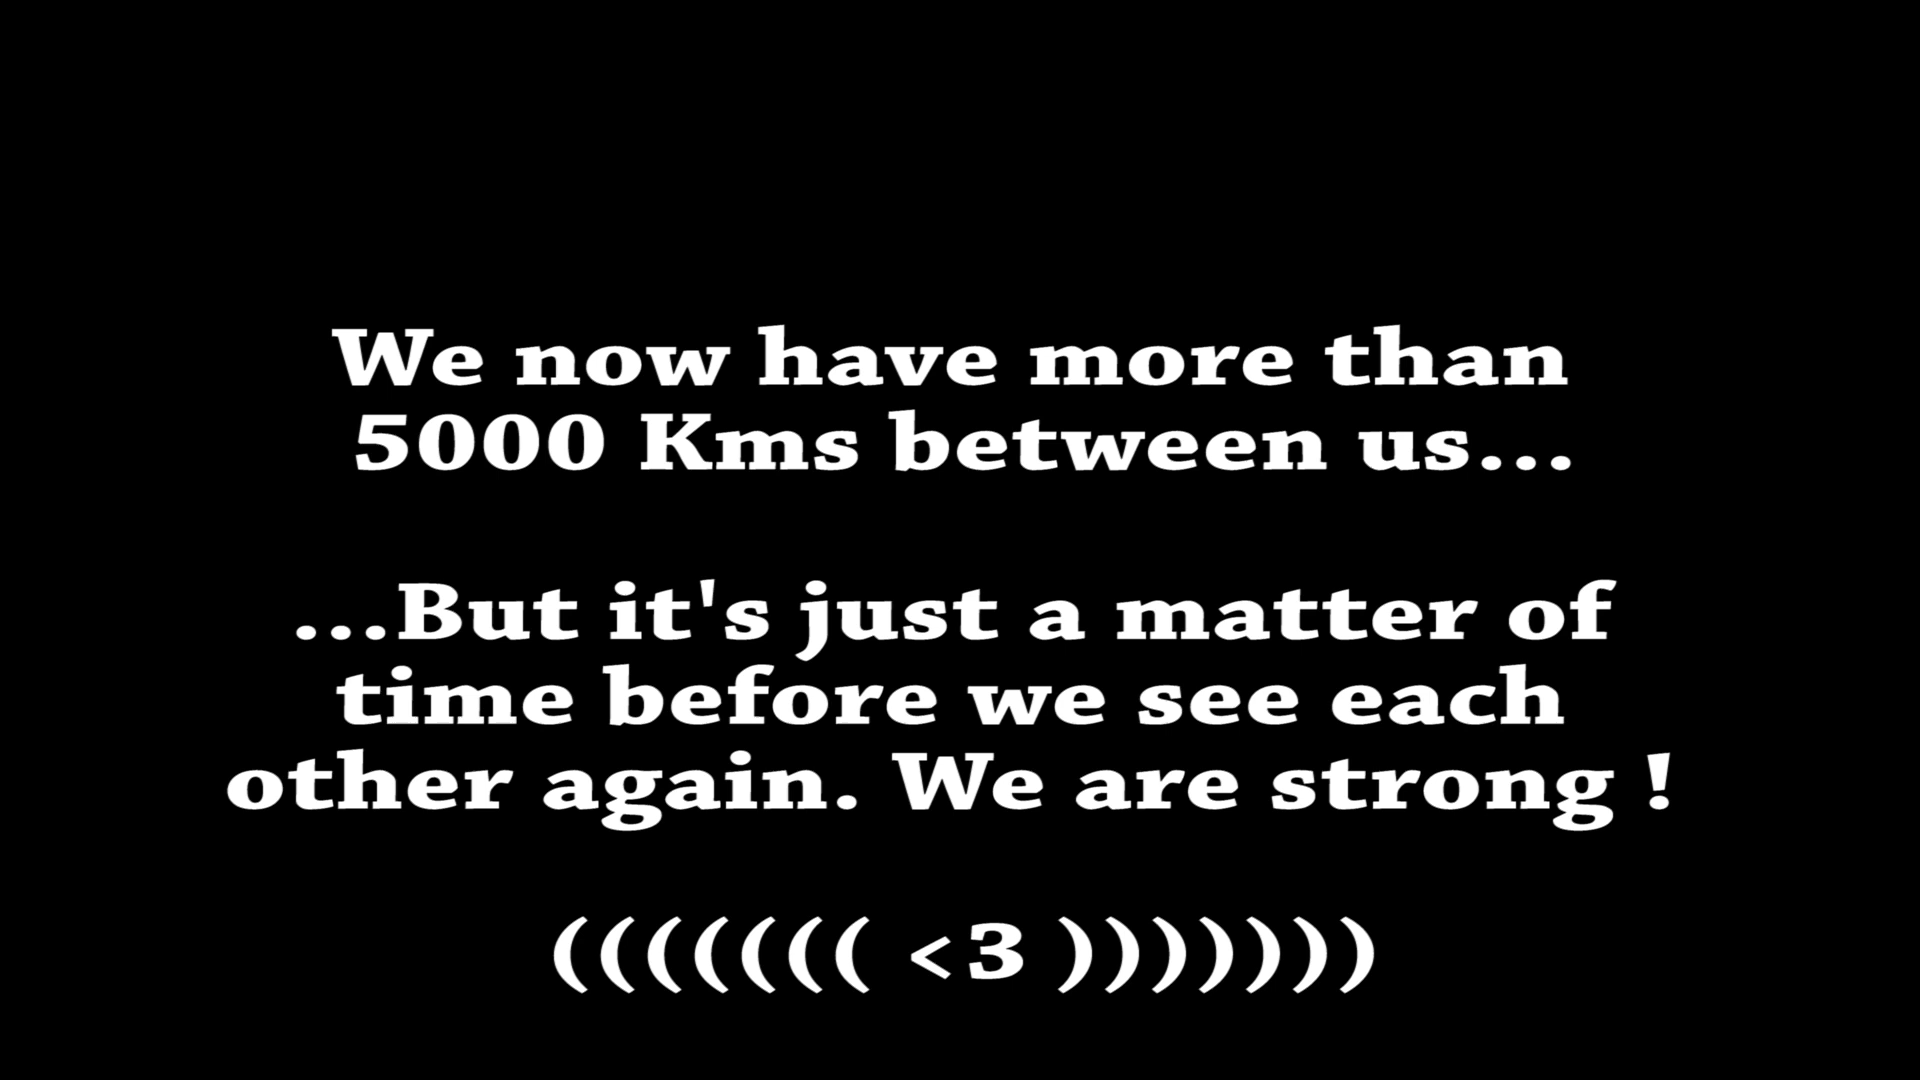 We now have more than
5000 Kms between us...
...But it's just a matter of
time before we see each
other again. We are strong !
((((((( <3 )))))))